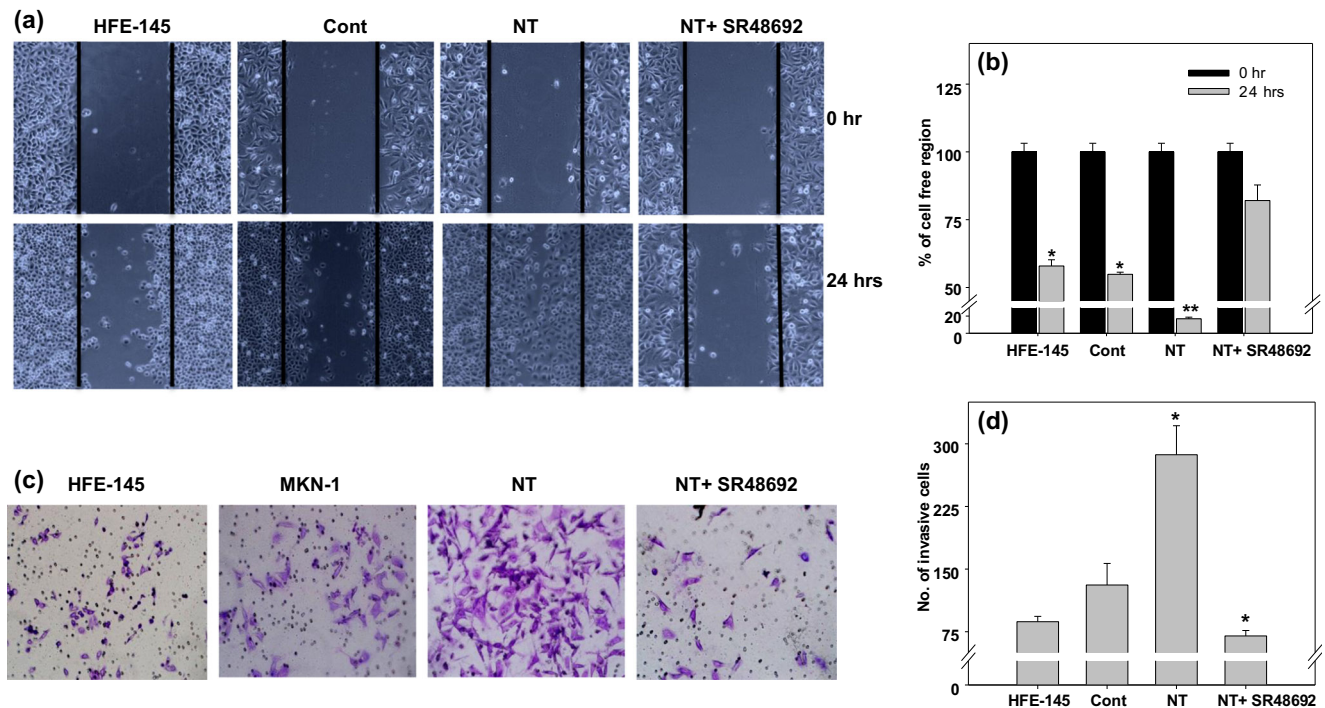 (a)
HFE-145 Cont NT NT+ SR48692
0 hr
24 hrs
(b)
0 hr
24 hrs
% of cell free region
125
100
75
50
20
0
HFE-145 Cont NT NT+ SR48692
* * **
(c)
HFE-145 MKN-1 NT NT+ SR48692
(d)
No. of invasive cells
300
225
150
75
0
* *
HFE-145 Cont NT NT+ SR48692